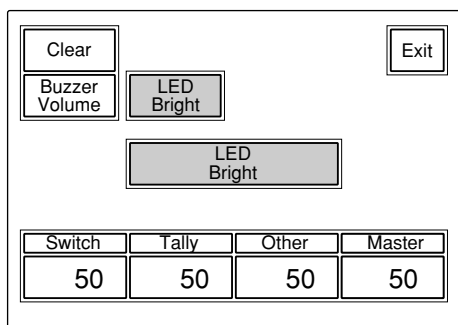 Clear
Exit
Buzzer
Volume
LED
Bright
LED
Bright
Switch Tally Other Master
50 50 50 50